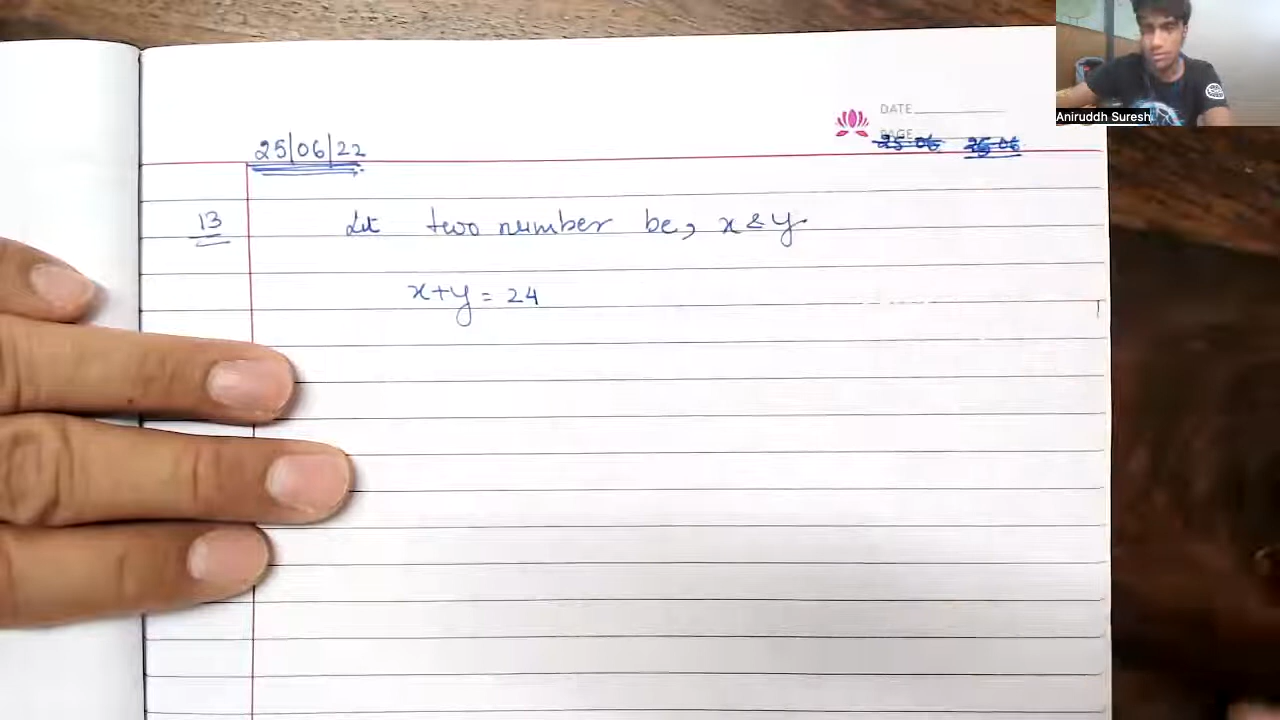 DATE
PAGE
25/06/22
25.06 25.06
13 Let two number be, x & y
x+y = 24
Aniruddh Suresh